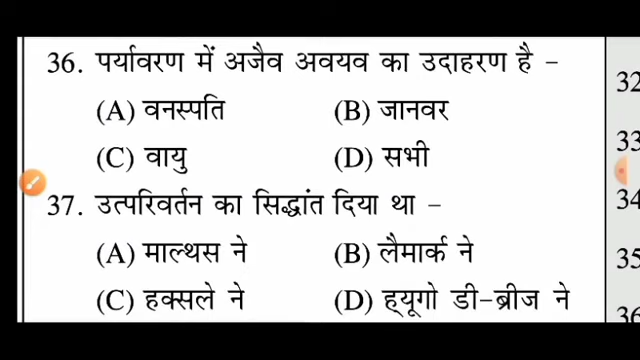 36. पर्यावरण में अजैव अवयव का उदाहरण है –
(A) वनस्पति (B) जानवर
(C) वायु (D) सभी
37. उत्परिवर्तन का सिद्धांत दिया था –
(A) माल्थस ने (B) लैमार्क ने
(C) हक्सले ने (D) ह्यूगो डी-ब्रीज ने
32
33
34
35
36